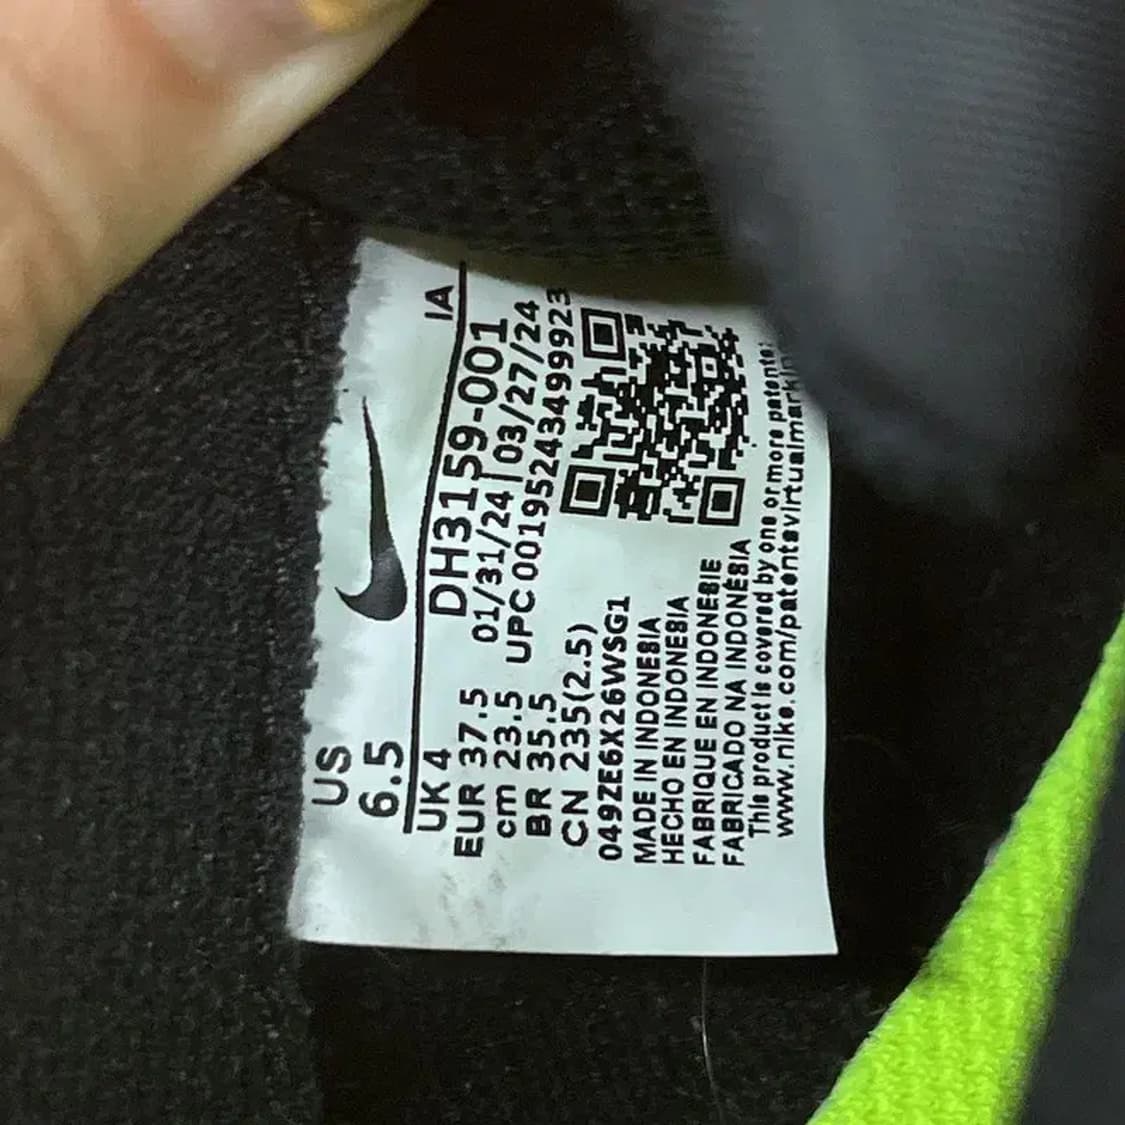 US
6.5
IA
UK 4
EUR 37.5
cm 23.5
BR 35.5
CN 235(2.5)
DH3159-001
01/31/24 | 03/27/24
UPC 00195243499923
049ZE6X26WSG1
MADE IN INDONESIA
HECHO EN INDONESIA
FABRIQUE EN INDONESIE
FABRICADO NA INDONÉSIA
This product is covered by one or more patents:
www.nike.com/patentsvirtualmarking